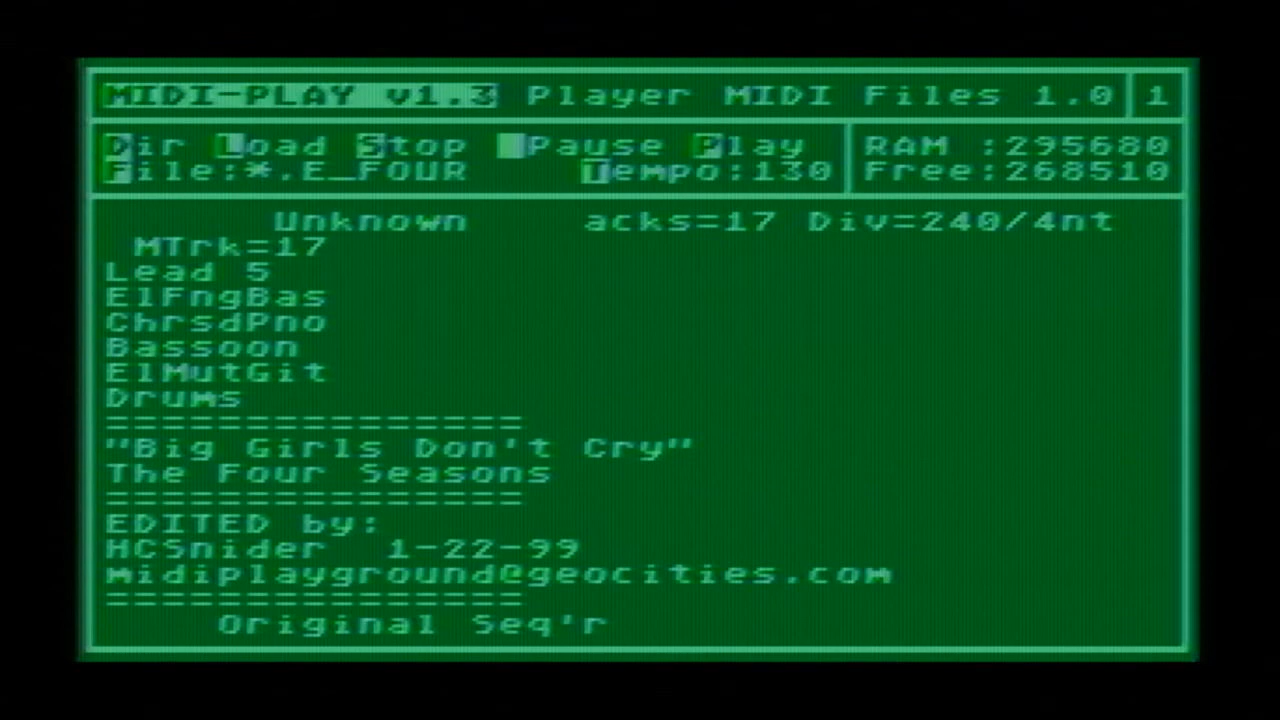 MIDI-PLAY v1.3 Player MIDI Files 1.0 1
Dir Load Stop Pause Play RAM :295680
File:*.E_FOUR Tempo:130 Free:268510
Unknown acks=17 Div=240/4nt
MTrk=17
Lead 5
ElFngBas
ChrsdPno
Bassoon
ElMutGit
Drums
===============
"Big Girls Don't Cry"
The Four Seasons
===============
EDITED by:
HCSnider 1-22-99
midiplayground@geocities.com
===============
Original Seq'r